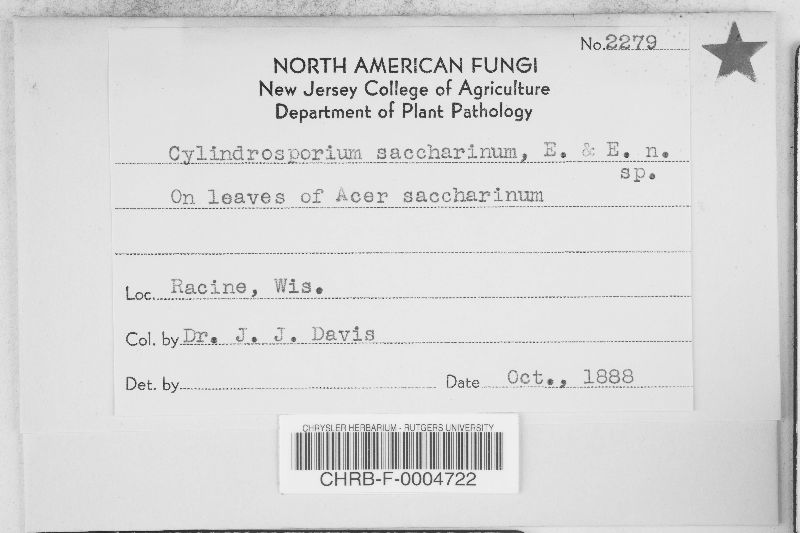 No. 2279
NORTH AMERICAN FUNGI
New Jersey College of Agriculture
Department of Plant Pathology
Cylindrosporium saccharinum, E. & E. n.
sp.
On leaves of Acer saccharinum
Loc. Racine, Wis.
Col. by Dr. J. J. Davis
Det. by
Date Oct., 1888
CHRYSLER HERBARIUM - RUTGERS UNIVERSITY
CHRB-F-0004722